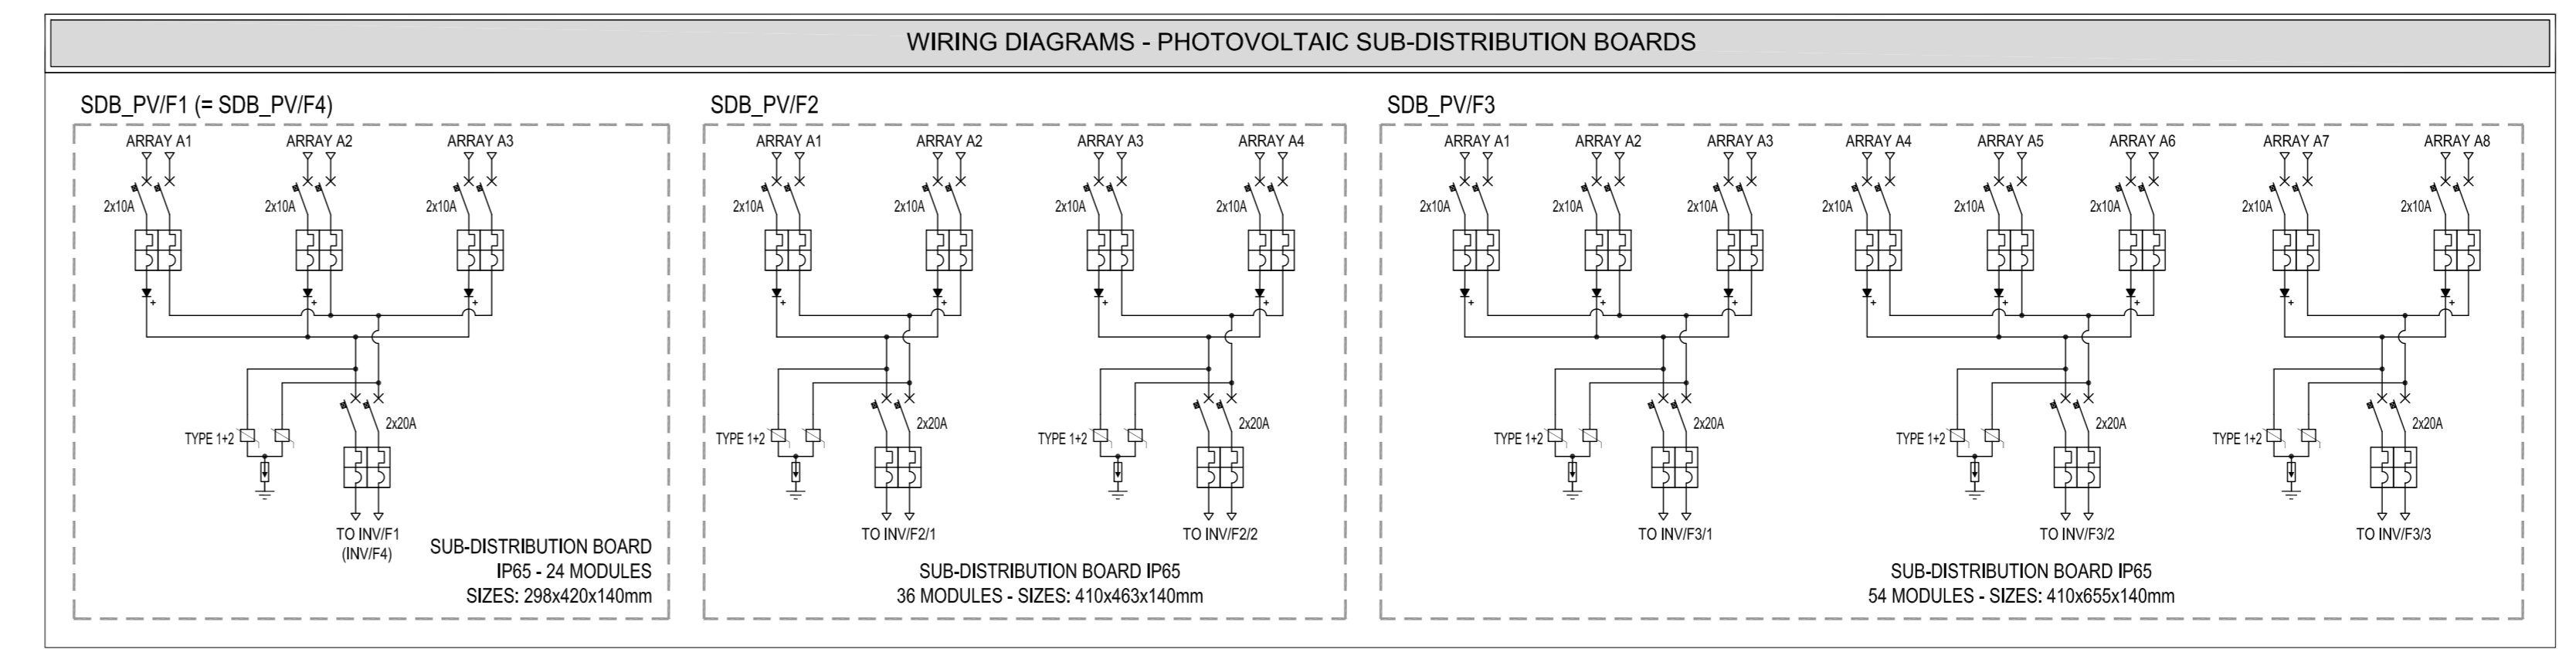 WIRING DIAGRAMS - PHOTOVOLTAIC SUB-DISTRIBUTION BOARDS
SDB_PV/F1 (= SDB_PV/F4)
ARRAY A1
ARRAY A2
ARRAY A3
2x10A
2x10A
2x10A
+
+
+
2x20A
TYPE 1+2
TO INV/F1
(INV/F4)
SUB-DISTRIBUTION BOARD
IP65 - 24 MODULES
SIZES: 298x420x140mm
SDB_PV/F2
ARRAY A1
ARRAY A2
ARRAY A3
ARRAY A4
2x10A
2x10A
2x10A
2x10A
+
+
+
+
2x20A
2x20A
TYPE 1+2
TYPE 1+2
TO INV/F2/1
TO INV/F2/2
SUB-DISTRIBUTION BOARD IP65
36 MODULES - SIZES: 410x463x140mm
SDB_PV/F3
ARRAY A1
ARRAY A2
ARRAY A3
ARRAY A4
ARRAY A5
ARRAY A6
ARRAY A7
ARRAY A8
2x10A
2x10A
2x10A
2x10A
2x10A
2x10A
2x10A
2x10A
+
+
+
+
+
+
+
+
2x20A
2x20A
2x20A
TYPE 1+2
TYPE 1+2
TYPE 1+2
TO INV/F3/1
TO INV/F3/2
TO INV/F3/3
SUB-DISTRIBUTION BOARD IP65
54 MODULES - SIZES: 410x655x140mm